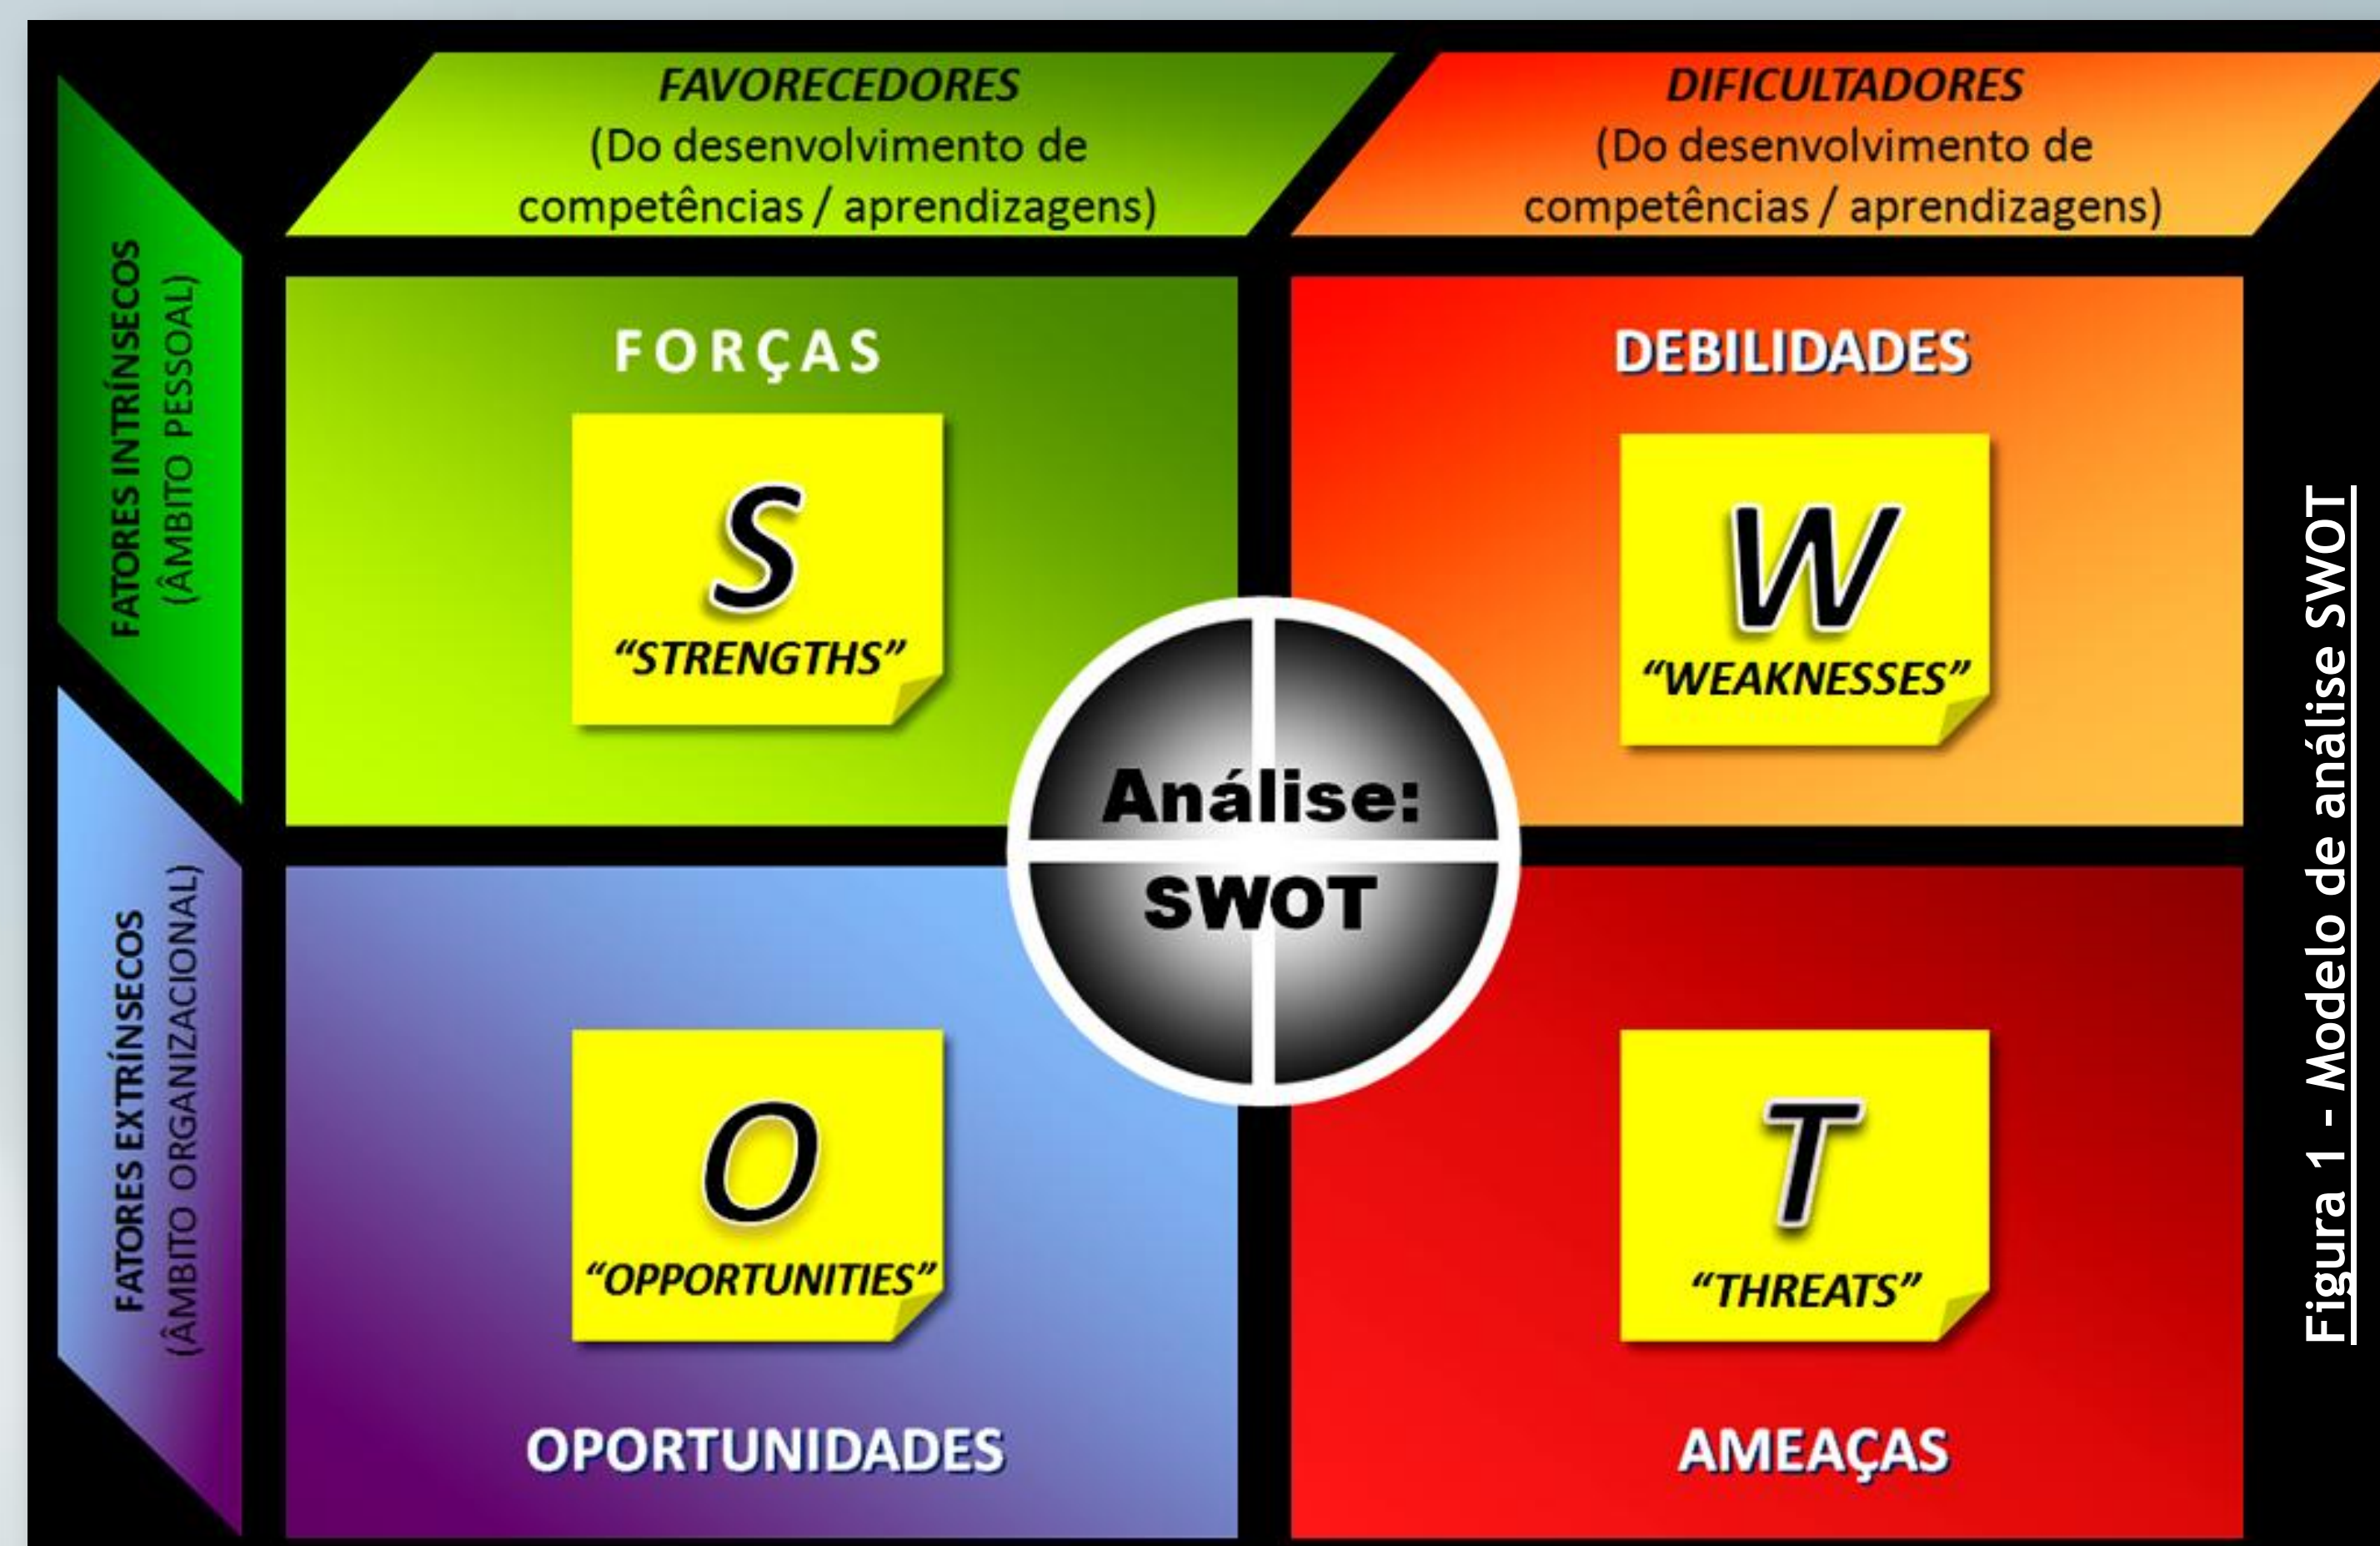 FAVORECEDORES
(Do desenvolvimento de
competências / aprendizagens)
DIFICULTADORES
(Do desenvolvimento de
competências / aprendizagens)
FATORES INTRÍNSECOS
(ÂMBITO PESSOAL)
FORÇAS
S
“STRENGTHS”
DEBILIDADES
W
“WEAKNESSES”
Análise:
SWOT
FATORES EXTRÍNSECOS
(ÂMBITO ORGANIZACIONAL)
O
“OPPORTUNITIES”
OPORTUNIDADES
T
“THREATS”
AMEAÇAS
Figura 1 - Modelo de análise SWOT